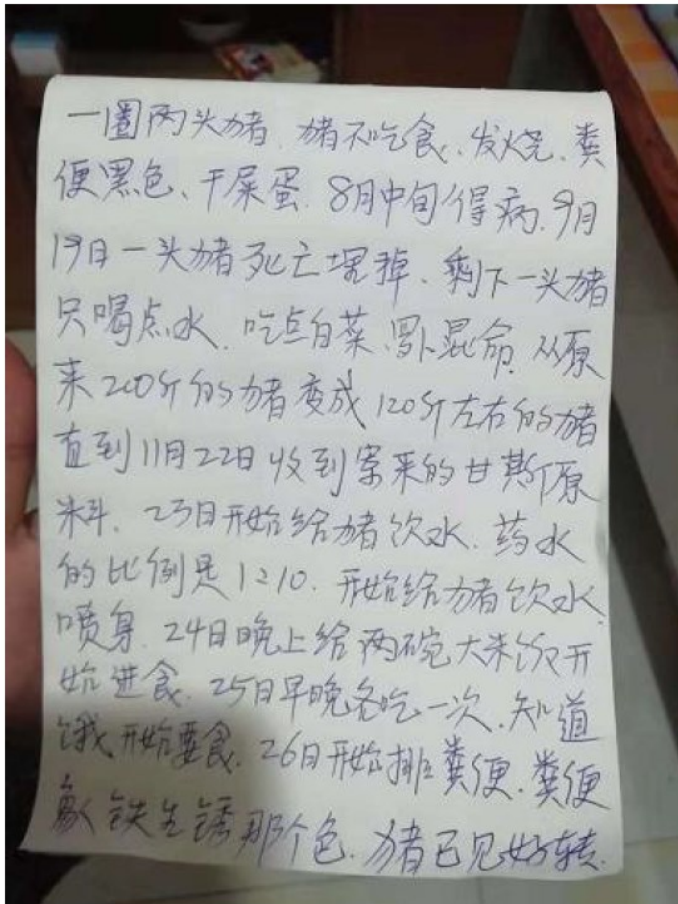 一圈两头猪、猪不吃食、发烧、粪
便黑色、干屎蛋、8月中旬得病、9月
19日一头猪死亡埋掉、剩下一头猪
只喝点水、吃点白菜、混命、从原
来200斤的猪变成120斤左右的猪
直到11月22日收到寄来的甘斯原
料、23日开始给猪饮水、药水
的比例是1:10、开始给猪饮水、
喷身、24日晚上给两碗大米饭开
始进食、25日早晚各吃一次、知道
饿、开始要食、26日开始排粪便、粪便
象铁生锈那个色、猪已见好转、